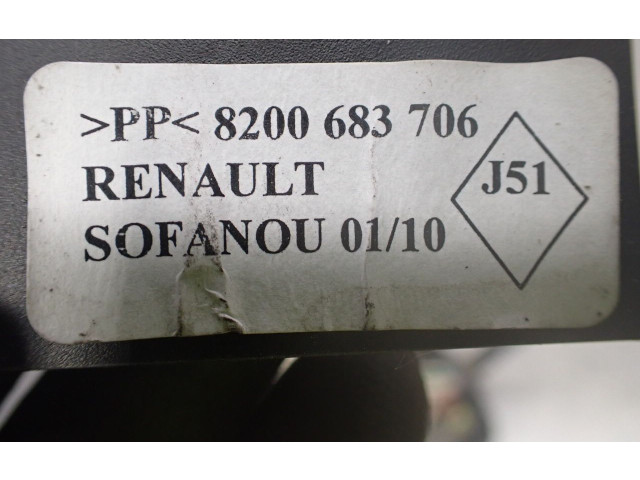 >PP< 8200 683 706
RENAULT
SOFANOU 01/10
J51